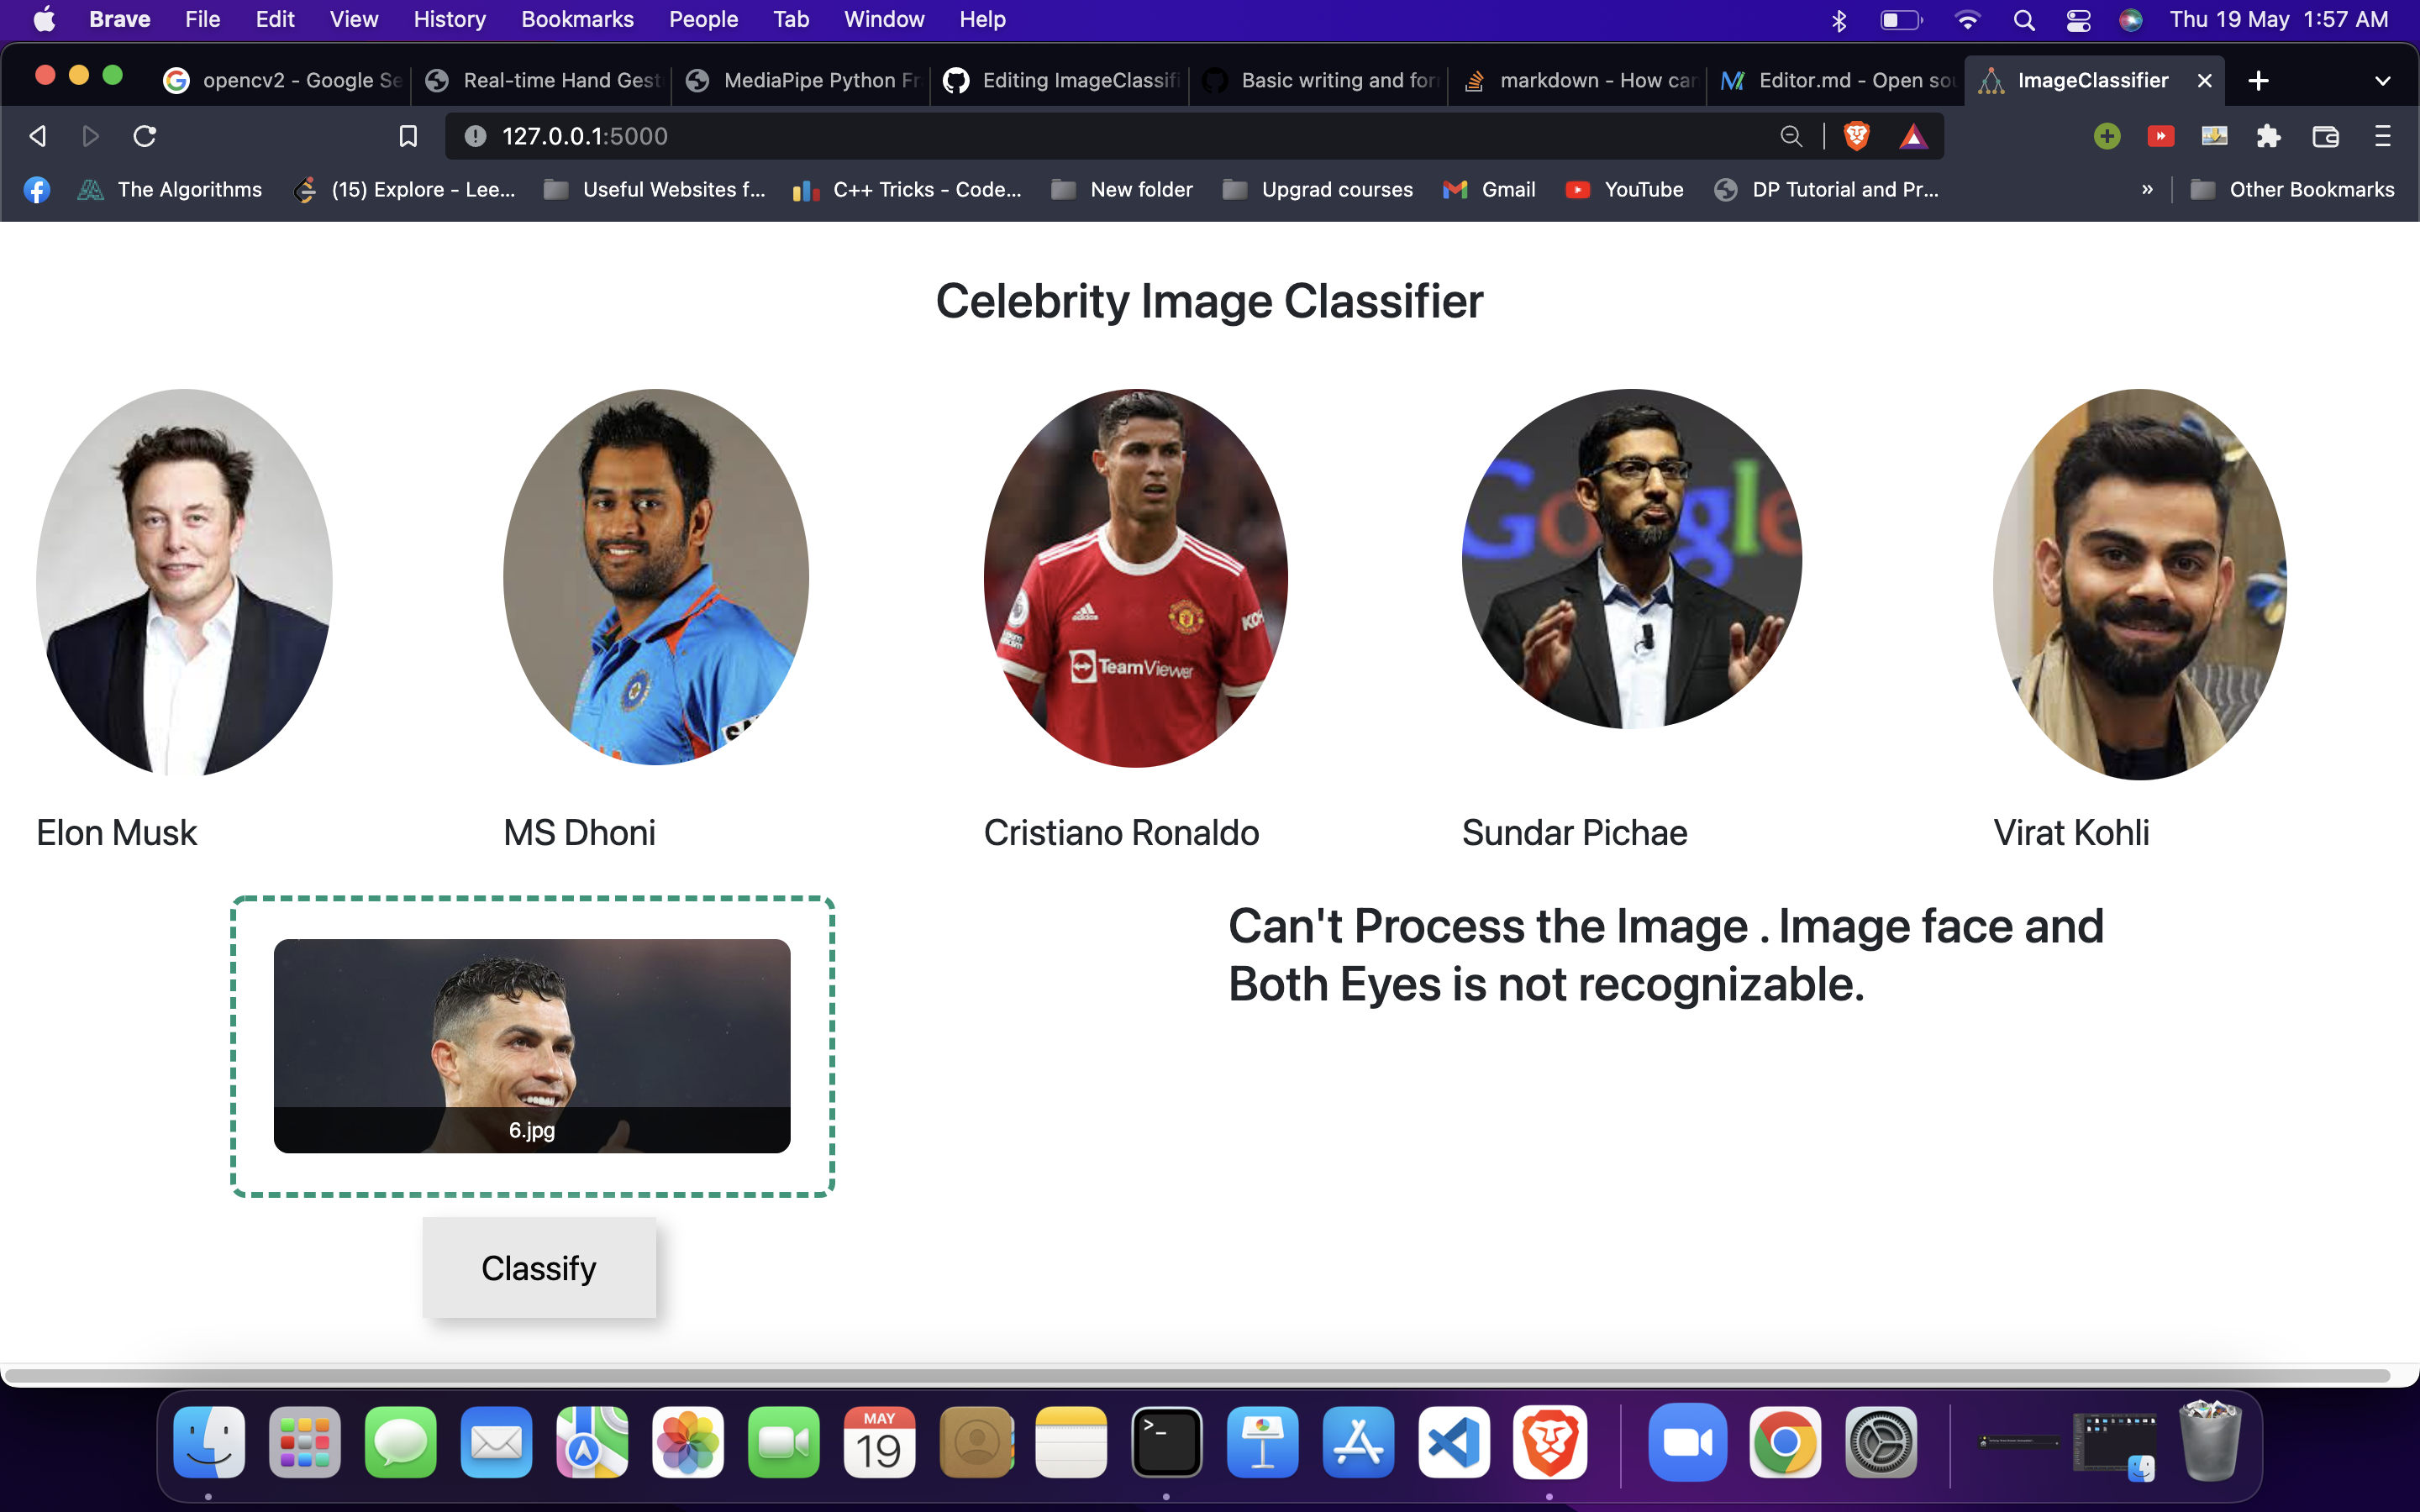 Brave File Edit View History Bookmarks People Tab Window Help Thu 19 May 1:57 AM
opencv2 - Google Se Real-time Hand Gest MediaPipe Python Fr Editing ImageClassifi Basic writing and for markdown - How car Editor.md - Open sou ImageClassifier
127.0.0.1:5000
The Algorithms (15) Explore - Lee... Useful Websites f... C++ Tricks - Code... New folder Upgrad courses Gmail YouTube DP Tutorial and Pr... » Other Bookmarks
Celebrity Image Classifier
Google
adidas
KOH
TeamViewer
Elon Musk MS Dhoni Cristiano Ronaldo Sundar Pichae Virat Kohli
Can't Process the Image . Image face and
Both Eyes is not recognizable.
6.jpg
Classify
MAY
19